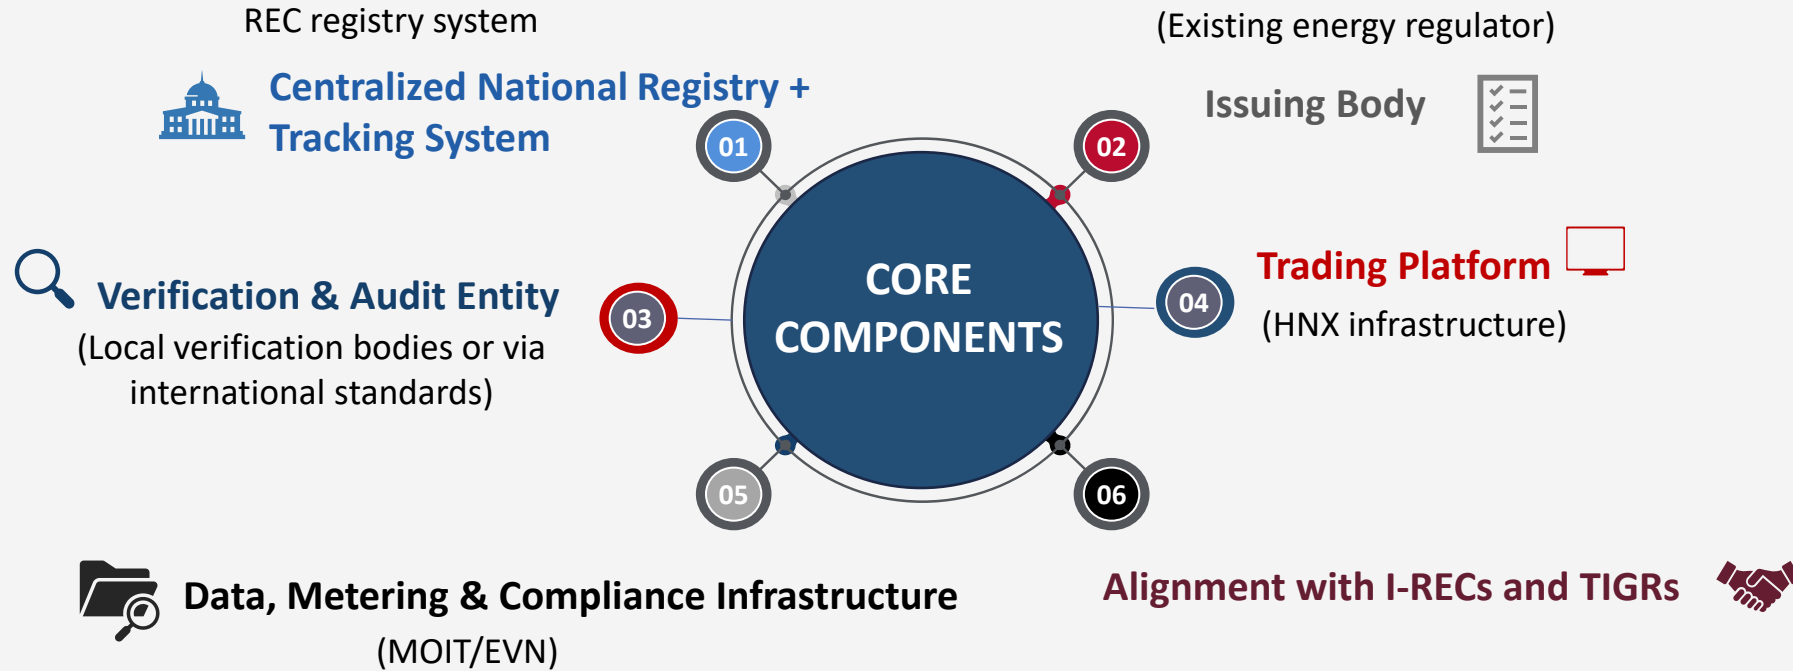 REC registry system
Centralized National Registry +
Tracking System
01
(Existing energy regulator)
Issuing Body
02
Verification & Audit Entity
(Local verification bodies or via
international standards)
03
CORE
COMPONENTS
04
Trading Platform
(HNX infrastructure)
05
Data, Metering & Compliance Infrastructure
(MOIT/EVN)
06
Alignment with I-RECs and TIGRs